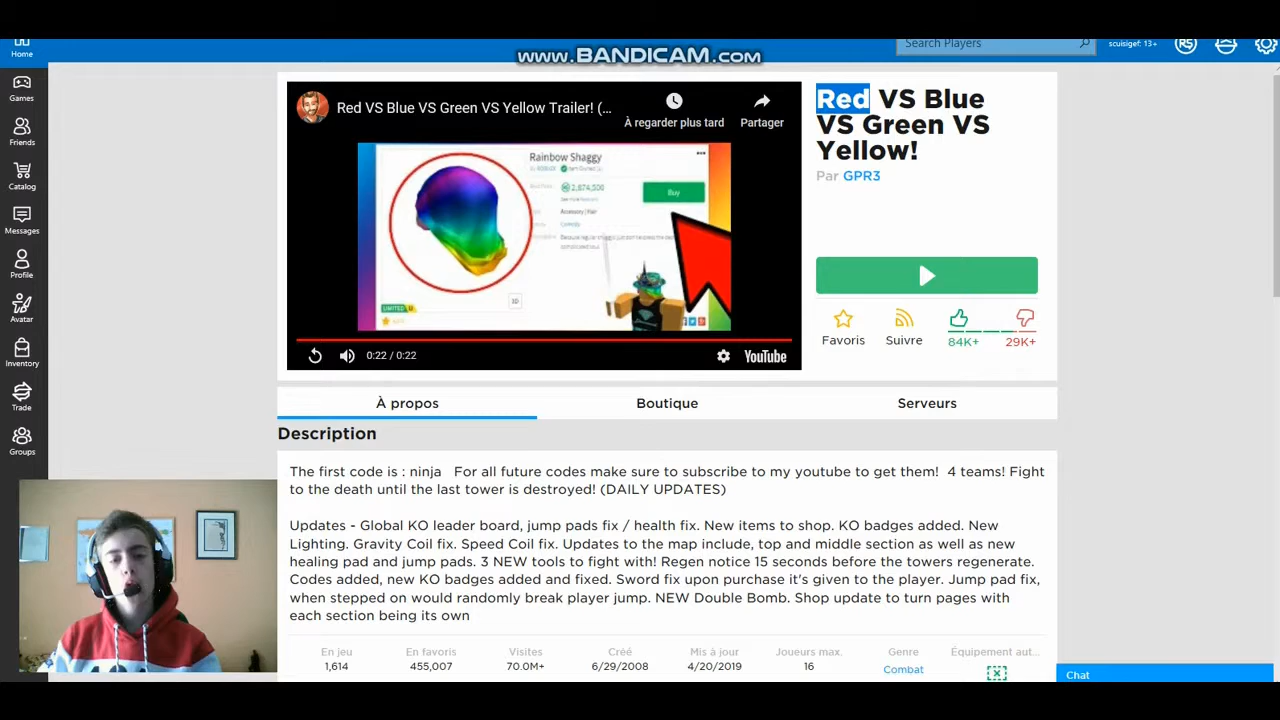 www.BANDICAM.com
Home
Search Players
scuisigef: 13+
R$
Games
Friends
Catalog
Messages
Profile
Avatar
Inventory
Trade
Groups
Red VS Blue VS Green VS Yellow Trailer! (...
À regarder plus tard
Partager
Rainbow Shaggy
Buy
LIMITED U
3D
0:22 / 0:22
YouTube
Red VS Blue
VS Green VS
Yellow!
Par GPR3
Favoris
Suivre
84K+
29K+
À propos
Boutique
Serveurs
Description
The first code is : ninja For all future codes make sure to subscribe to my youtube to get them! 4 teams! Fight
to the death until the last tower is destroyed! (DAILY UPDATES)
Updates - Global KO leader board, jump pads fix / health fix. New items to shop. KO badges added. New
Lighting. Gravity Coil fix. Speed Coil fix. Updates to the map include, top and middle section as well as new
healing pad and jump pads. 3 NEW tools to fight with! Regen notice 15 seconds before the towers regenerate.
Codes added, new KO badges added and fixed. Sword fix upon purchase it's given to the player. Jump pad fix,
when stepped on would randomly break player jump. NEW Double Bomb. Shop update to turn pages with
each section being its own
En jeu
1,614
En favoris
455,007
Visites
70.0M+
Créé
6/29/2008
Mis à jour
4/20/2019
Joueurs max.
16
Genre
Combat
Équipement aut...
Chat